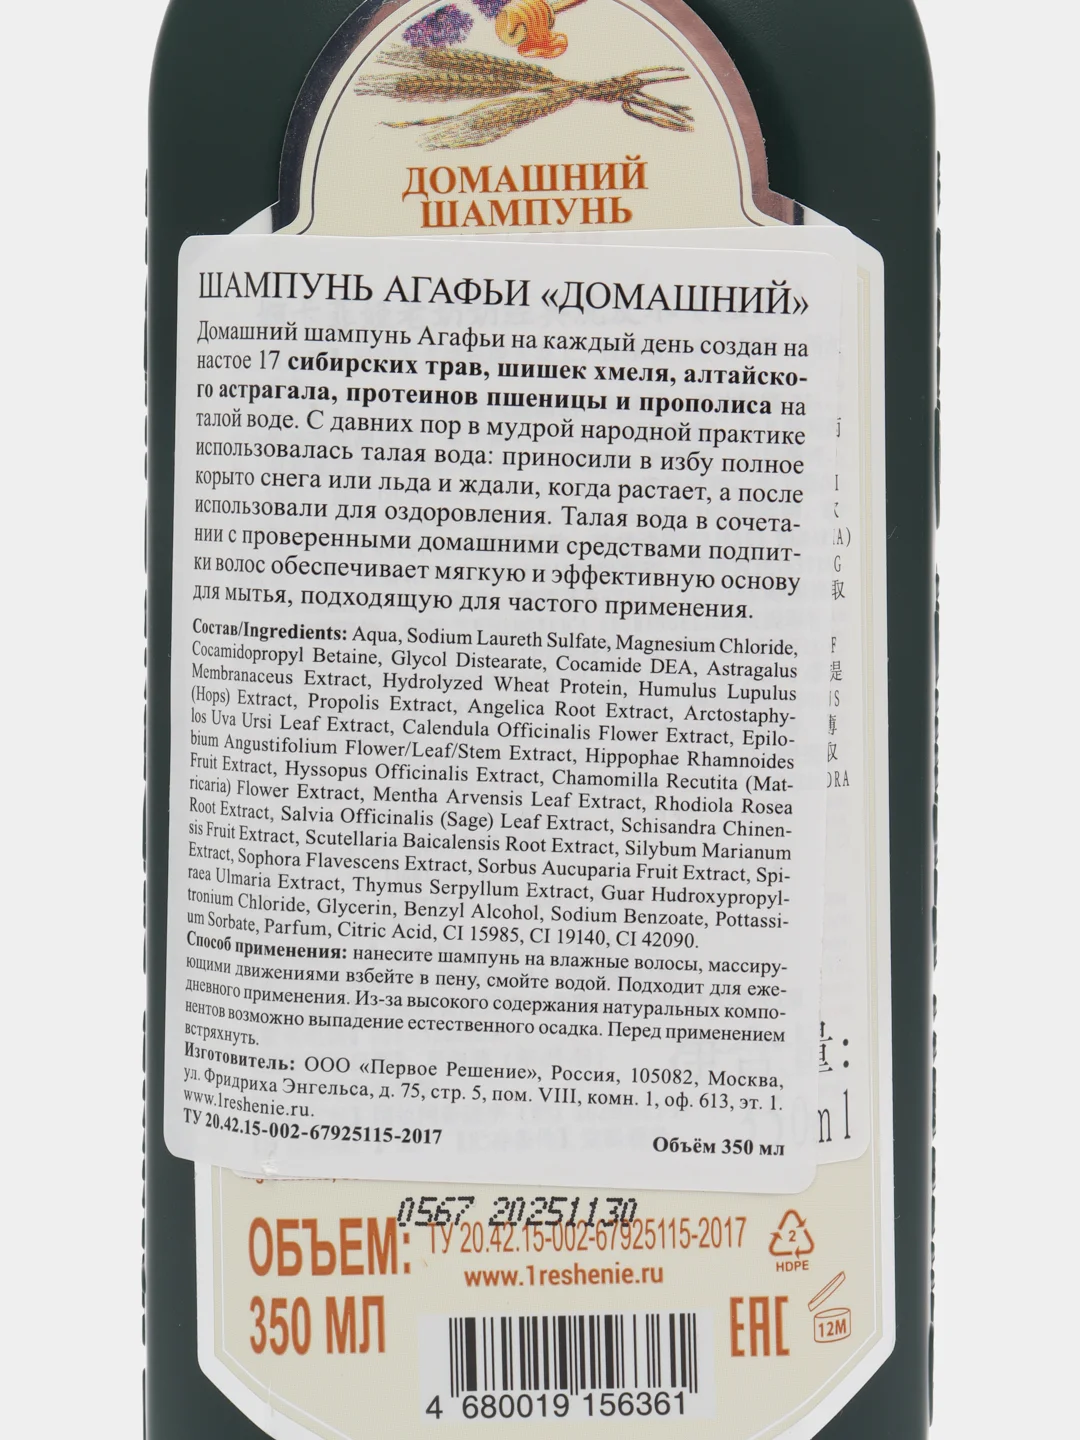 ДОМАШНИЙ
ШАМПУНЬ
ШАМПУНЬ АГАФЬИ «ДОМАШНИЙ»
Домашний шампунь Агафьи на каждый день создан на
настое 17 сибирских трав, шишек хмеля, алтайско-
го астрагала, протеинов пшеницы и прополиса на
талой воде. С давних пор в мудрой народной практике
использовалась талая вода: приносили в избу полное
корыто снега или льда и ждали, когда растает, а после
использовали для оздоровления. Талая вода в сочета-
нии с проверенными домашними средствами подпит-
ки волос обеспечивает мягкую и эффективную основу
для мытья, подходящую для частого применения.
Состав/Ingredients: Aqua, Sodium Laureth Sulfate, Magnesium Chloride,
Cocamidopropyl Betaine, Glycol Distearate, Cocamide DEA, Astragalus
Membranaceus Extract, Hydrolyzed Wheat Protein, Humulus Lupulus
(Hops) Extract, Propolis Extract, Angelica Root Extract, Arctostaphy-
los Uva Ursi Leaf Extract, Calendula Officinalis Flower Extract, Epilo-
bium Angustifolium Flower/Leaf/Stem Extract, Hippophae Rhamnoides
Fruit Extract, Hyssopus Officinalis Extract, Chamomilla Recutita (Mat-
ricaria) Flower Extract, Mentha Arvensis Leaf Extract, Rhodiola Rosea
Root Extract, Salvia Officinalis (Sage) Leaf Extract, Schisandra Chinen-
sis Fruit Extract, Scutellaria Baicalensis Root Extract, Silybum Marianum
Extract, Sophora Flavescens Extract, Sorbus Aucuparia Fruit Extract, Spi-
raea Ulmaria Extract, Thymus Serpyllum Extract, Guar Hudroxypropyl-
tronium Chloride, Glycerin, Benzyl Alcohol, Sodium Benzoate, Pottassi-
um Sorbate, Parfum, Citric Acid, CI 15985, CI 19140, CI 42090.
Способ применения: нанесите шампунь на влажные волосы, массиру-
ющими движениями взбейте в пену, смойте водой. Подходит для еже-
дневного применения. Из-за высокого содержания натуральных компо-
нентов возможно выпадение естественного осадка. Перед применением
встряхнуть.
Изготовитель: ООО «Первое Решение», Россия, 105082, Москва,
ул. Фридриха Энгельса, д. 75, стр. 5, пом. VIII, комн. 1, оф. 613, эт. 1.
www.1reshenie.ru.
ТУ 20.42.15-002-67925115-2017
Объём 350 мл
0567 20251130
ОБЪЕМ:
350 МЛ
ТУ 20.42.15-002-67925115-2017
www.1reshenie.ru
2
HDPE
EAC
12M
4 680019 156361